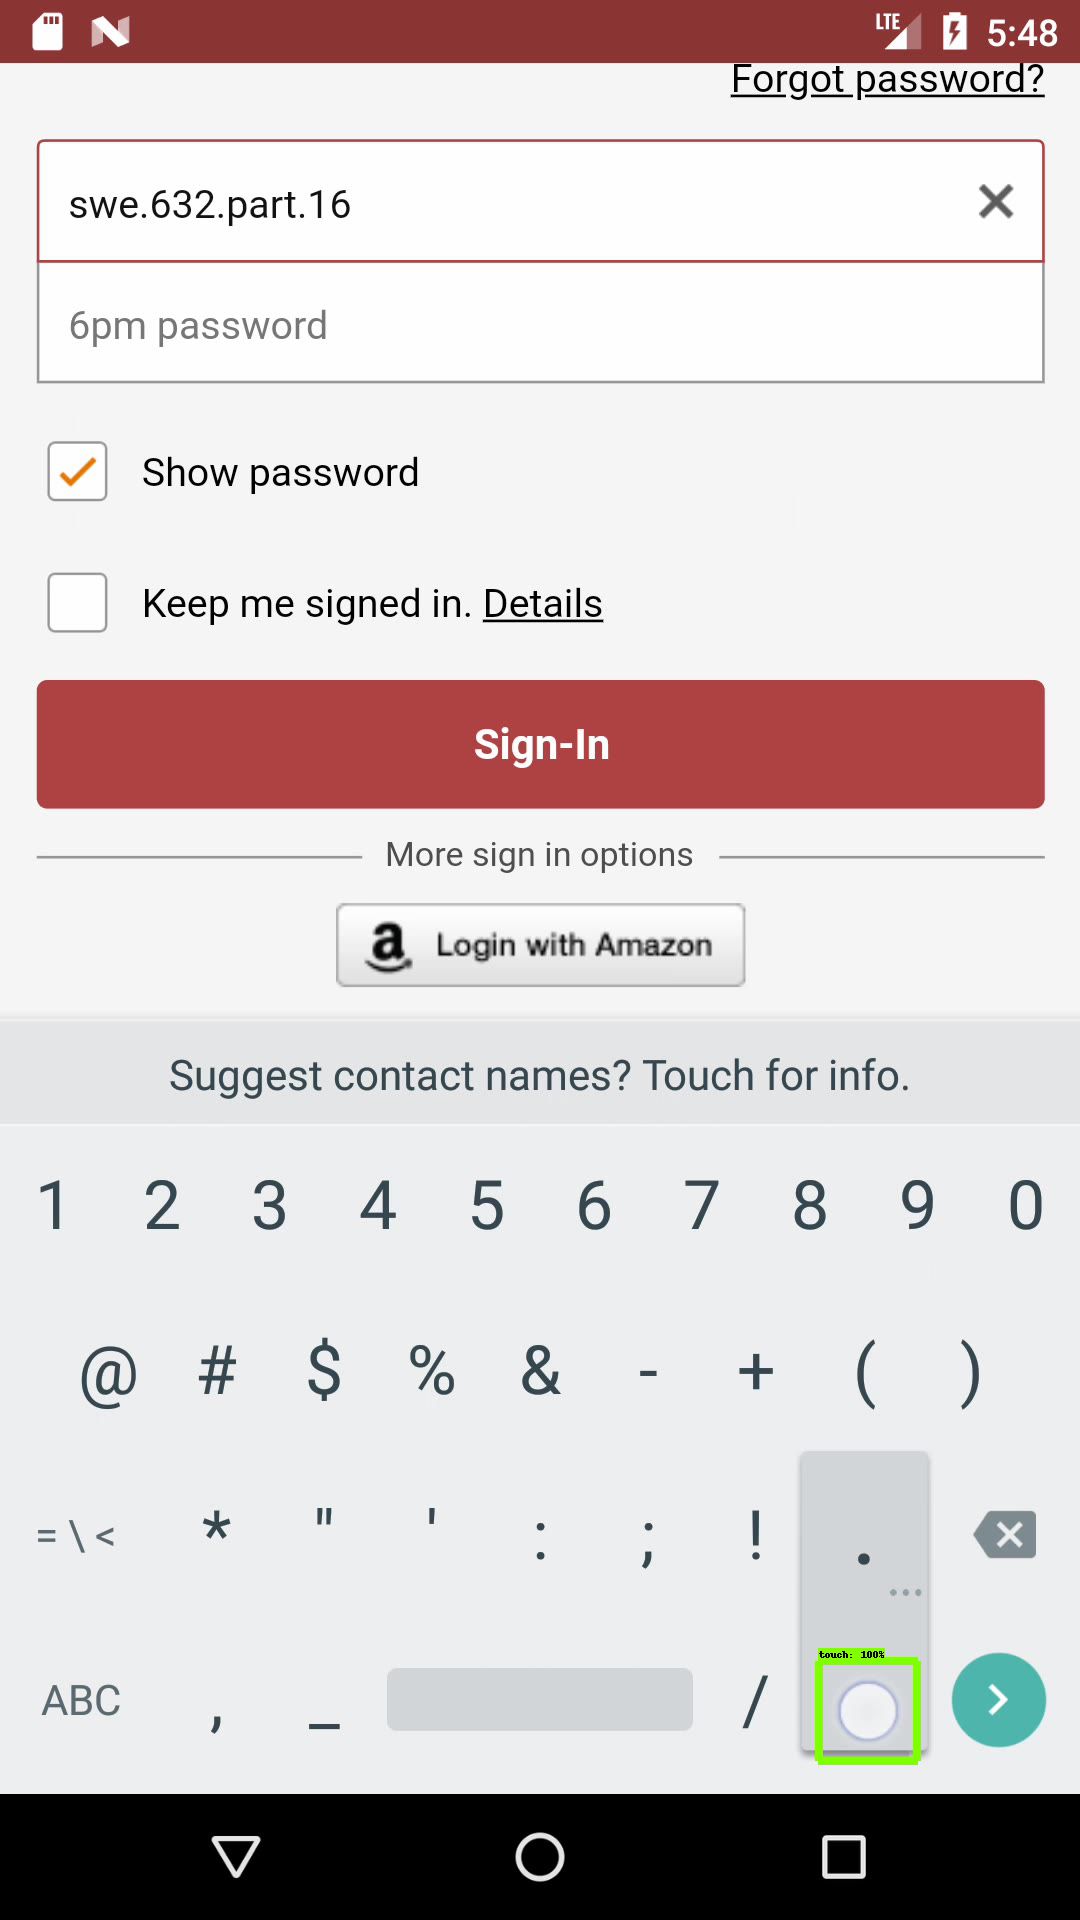 LTE 5:48
Forgot password?
swe.632.part.16
6pm password
Show password
Keep me signed in. Details
Sign-In
More sign in options
a Login with Amazon
Suggest contact names? Touch for info.
1 2 3 4 5 6 7 8 9 0
@ # $ % & - + ( )
= \ < * " ' : ; ! .
touch: 100%
ABC , _ /